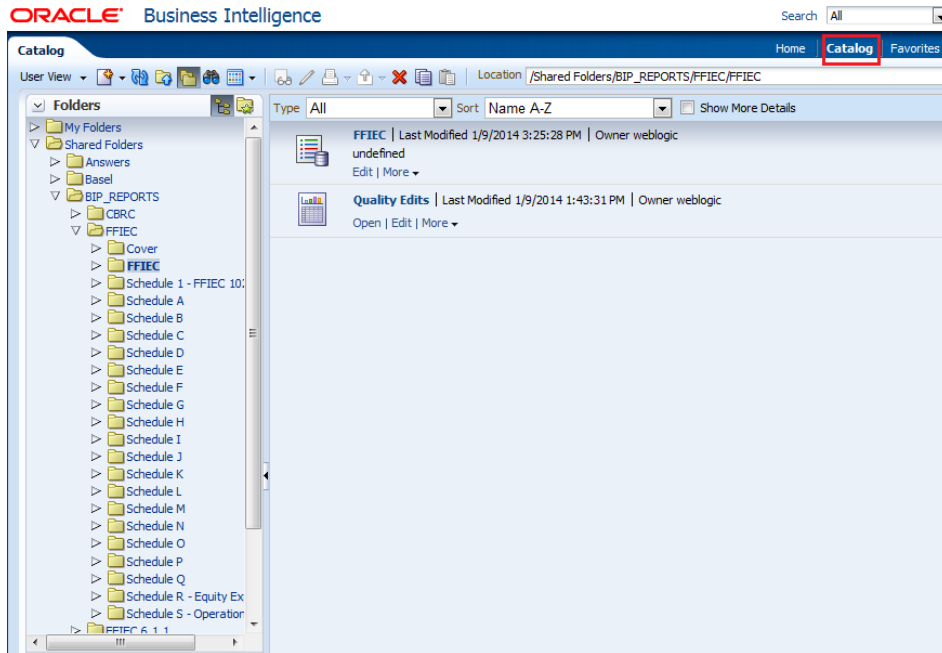 ORACLE Business Intelligence
Search All
Catalog
Home Catalog Favorites
User View
Location /Shared Folders/BIP_REPORTS/FFIEC/FFIEC
Folders
Type All Sort Name A-Z Show More Details
My Folders
Shared Folders
Answers
Basel
BIP_REPORTS
CBRC
FFIEC
Cover
FFIEC
Schedule 1 - FFIEC 10
Schedule A
Schedule B
Schedule C
Schedule D
Schedule E
Schedule F
Schedule G
Schedule H
Schedule I
Schedule J
Schedule K
Schedule L
Schedule M
Schedule N
Schedule O
Schedule P
Schedule Q
Schedule R - Equity Ex
Schedule S - Operation
FFIEC 6 1 1
FFIEC | Last Modified 1/9/2014 3:25:28 PM | Owner weblogic
undefined
Edit | More
Quality Edits | Last Modified 1/9/2014 1:43:31 PM | Owner weblogic
Open | Edit | More